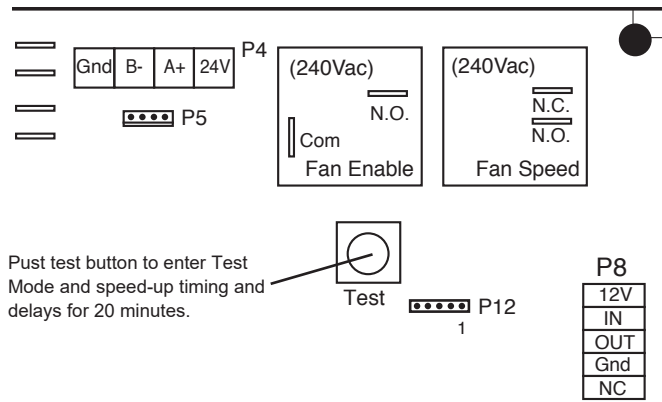 Gnd B- A+ 24V P4
P5
(240Vac)
N.O.
Com
Fan Enable
(240Vac)
N.C.
N.O.
Fan Speed
Pust test button to enter Test
Mode and speed-up timing and
delays for 20 minutes.
Test
P12
1
P8
12V
IN
OUT
Gnd
NC